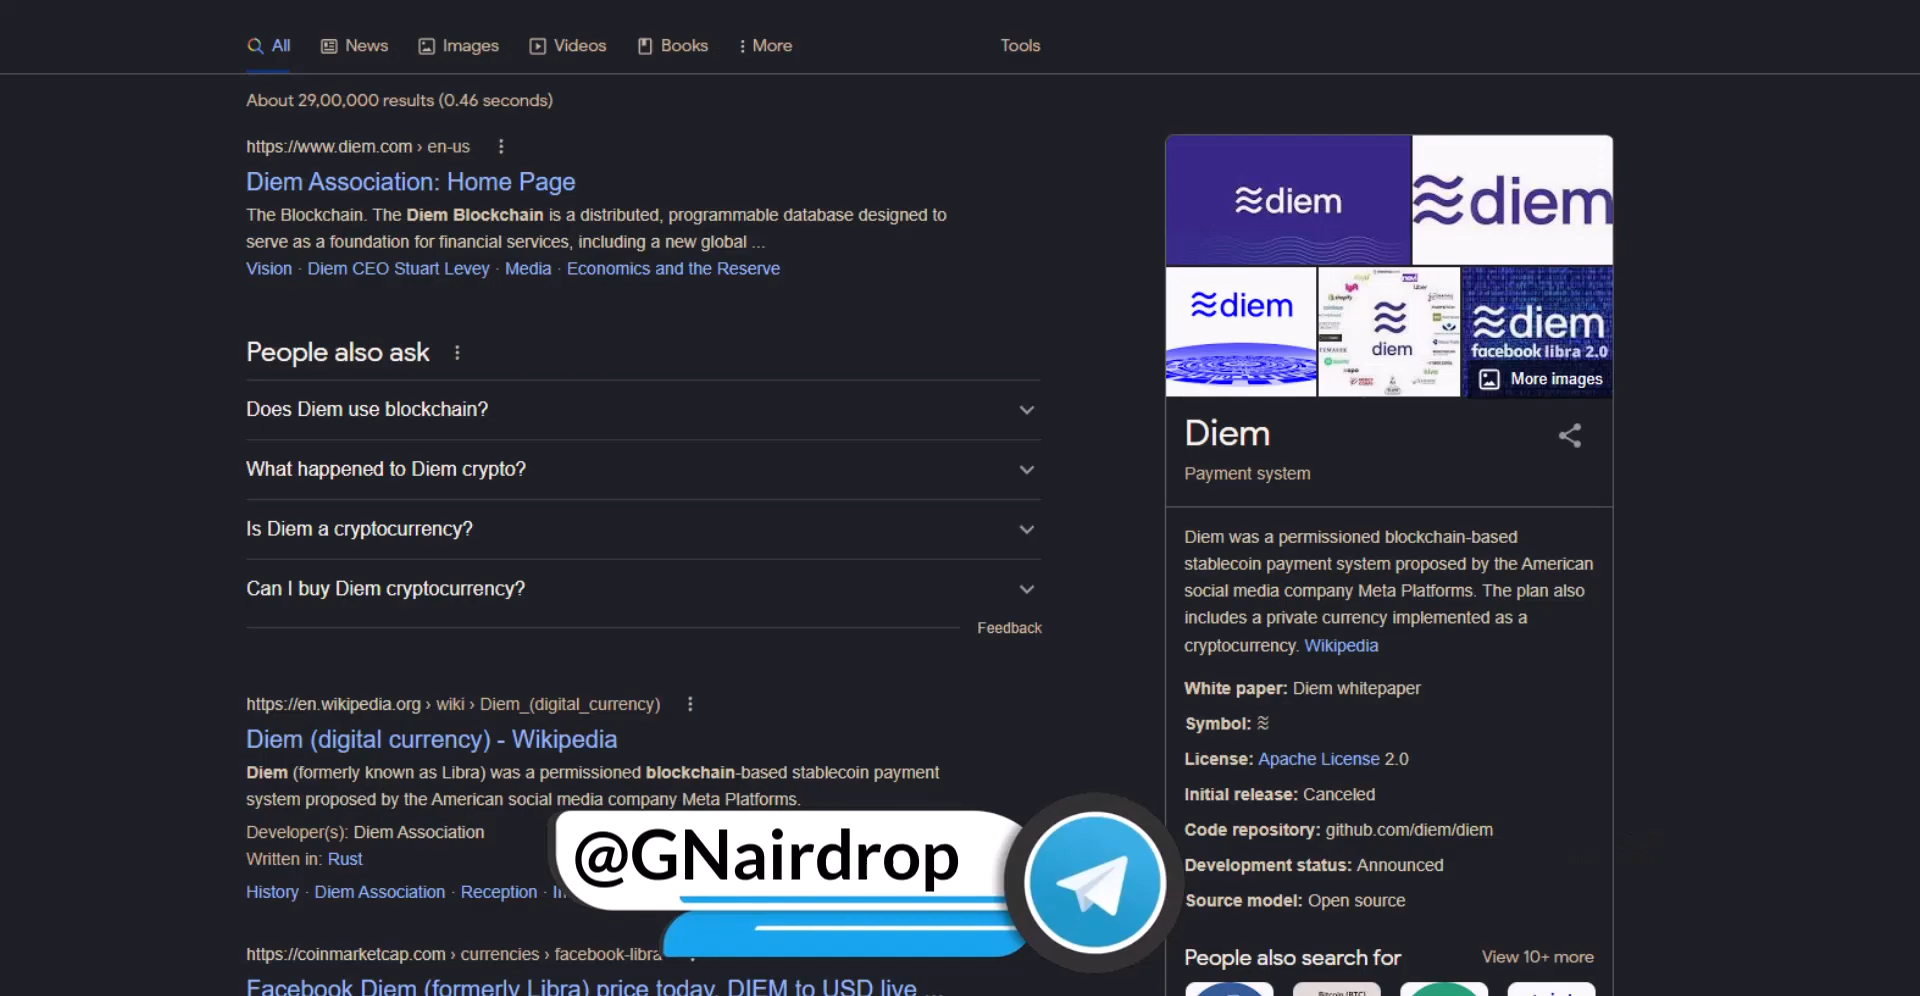 All News Images Videos Books More Tools
About 29,00,000 results (0.46 seconds)
https://www.diem.com › en-us
Diem Association: Home Page
The Blockchain. The Diem Blockchain is a distributed, programmable database designed to
serve as a foundation for financial services, including a new global ...
Vision · Diem CEO Stuart Levey · Media · Economics and the Reserve
People also ask
Does Diem use blockchain?
What happened to Diem crypto?
Is Diem a cryptocurrency?
Can I buy Diem cryptocurrency?
Feedback
https://en.wikipedia.org › wiki › Diem_(digital_currency)
Diem (digital currency) - Wikipedia
Diem (formerly known as Libra) was a permissioned blockchain-based stablecoin payment
system proposed by the American social media company Meta Platforms.
Developer(s): Diem Association
Written in: Rust
History · Diem Association · Reception ·
https://coinmarketcap.com › currencies › facebook-libra
Facebook Diem (formerly Libra) price today, DIEM to USD live ...
@GNairdrop
≋diem
≋diem
≋diem
lyft
shopify
novi
Uber
diem
≋diem
facebook libra 2.0
More images
Diem
Payment system
Diem was a permissioned blockchain-based
stablecoin payment system proposed by the American
social media company Meta Platforms. The plan also
includes a private currency implemented as a
cryptocurrency. Wikipedia
White paper: Diem whitepaper
Symbol: ≋
License: Apache License 2.0
Initial release: Canceled
Code repository: github.com/diem/diem
Development status: Announced
Source model: Open source
People also search for View 10+ more
Bitcoin (BTC)